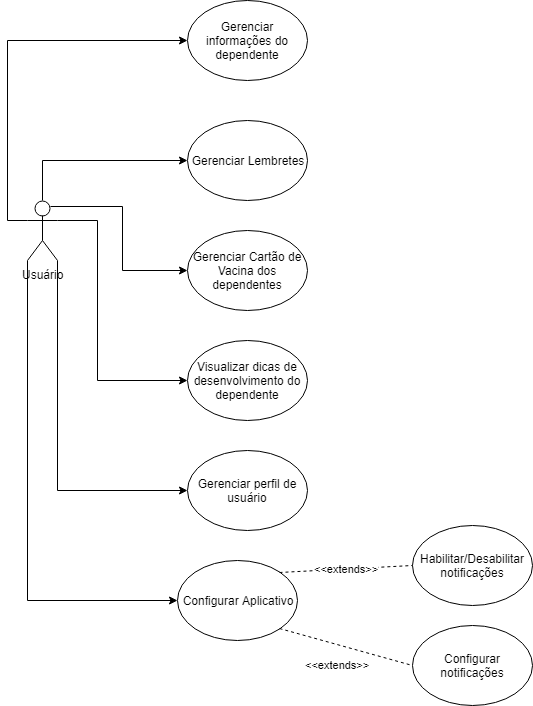 Gerenciar
informações do
dependente
Gerenciar Lembretes
Usuário
Gerenciar Cartão de
Vacina dos
dependentes
Visualizar dicas de
desenvolvimento do
dependente
Gerenciar perfil de
usuário
Configurar Aplicativo
<<extends>>
Habilitar/Desabilitar
notificações
<<extends>>
Configurar
notificações